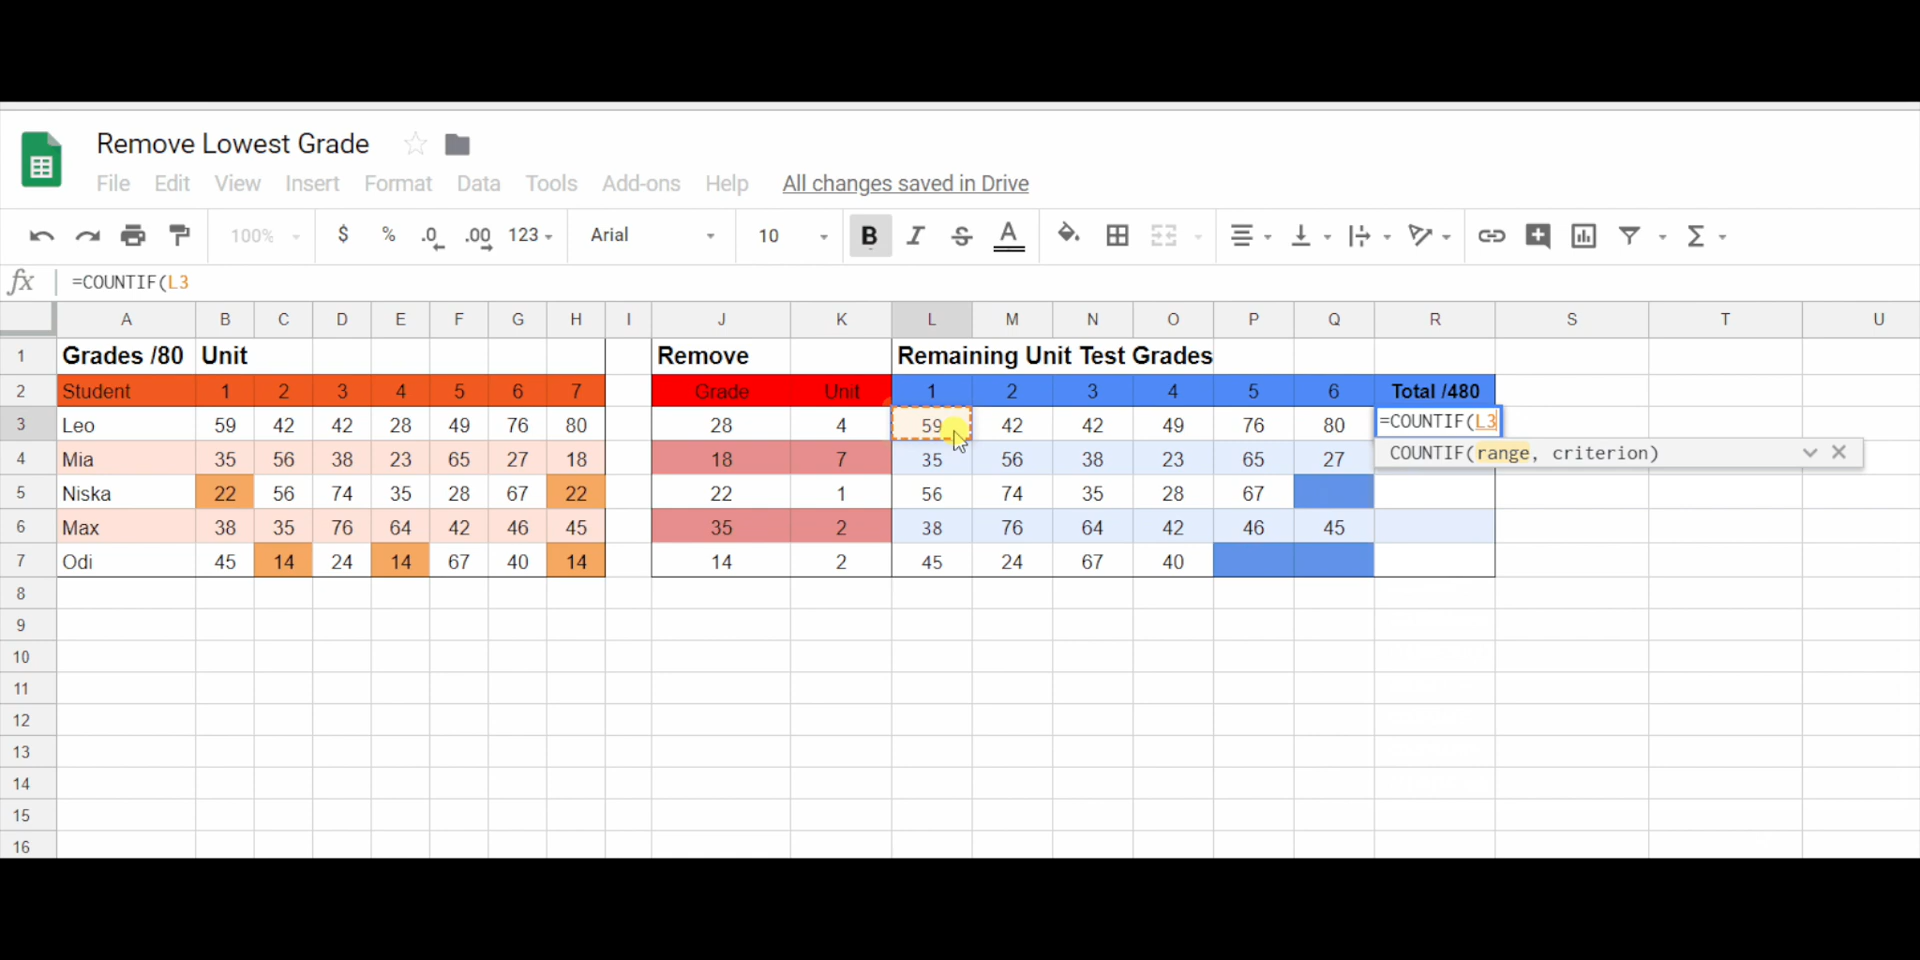 Remove Lowest Grade
File Edit View Insert Format Data Tools Add-ons Help All changes saved in Drive
100% $ % .0 .00 123 Arial 10 B I S A Σ
fx =COUNTIF(L3
A B C D E F G H I J K L M N O P Q R S T U
1 Grades /80 Unit Remove Remaining Unit Test Grades
2 Student 1 2 3 4 5 6 7 Grade Unit 1 2 3 4 5 6 Total /480
3 Leo 59 42 42 28 49 76 80 28 4 59 42 42 49 76 80 =COUNTIF(L3
COUNTIF(range, criterion)
4 Mia 35 56 38 23 65 27 18 18 7 35 56 38 23 65 27
5 Niska 22 56 74 35 28 67 22 22 1 56 74 35 28 67
6 Max 38 35 76 64 42 46 45 35 2 38 76 64 42 46 45
7 Odi 45 14 24 14 67 40 14 14 2 45 24 67 40
8
9
10
11
12
13
14
15
16